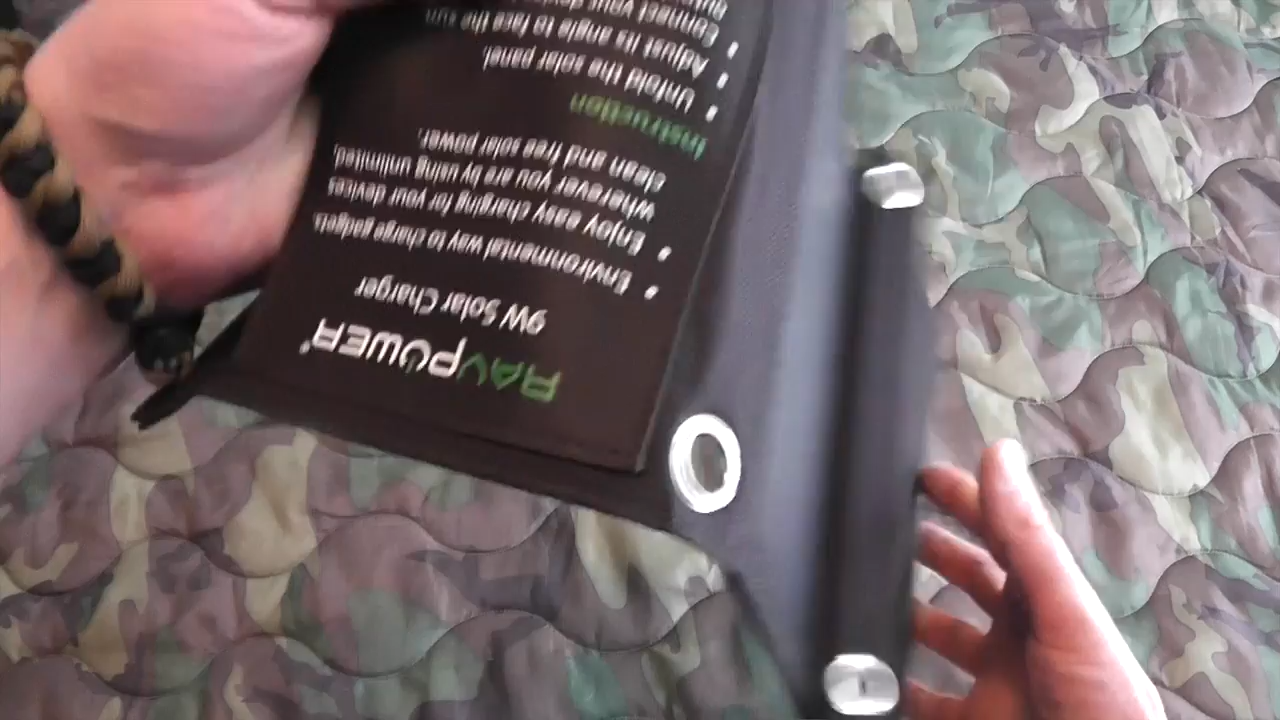 RAVPOWER®
9W Solar Charger
• Environmental way to charge gadgets
• Enjoy easy charging for your devices
wherever you are by using unlimited
clean and free solar power.
Instruction
• Unfold the solar panel.
• Adjust its angle to face the sun
• Connect your